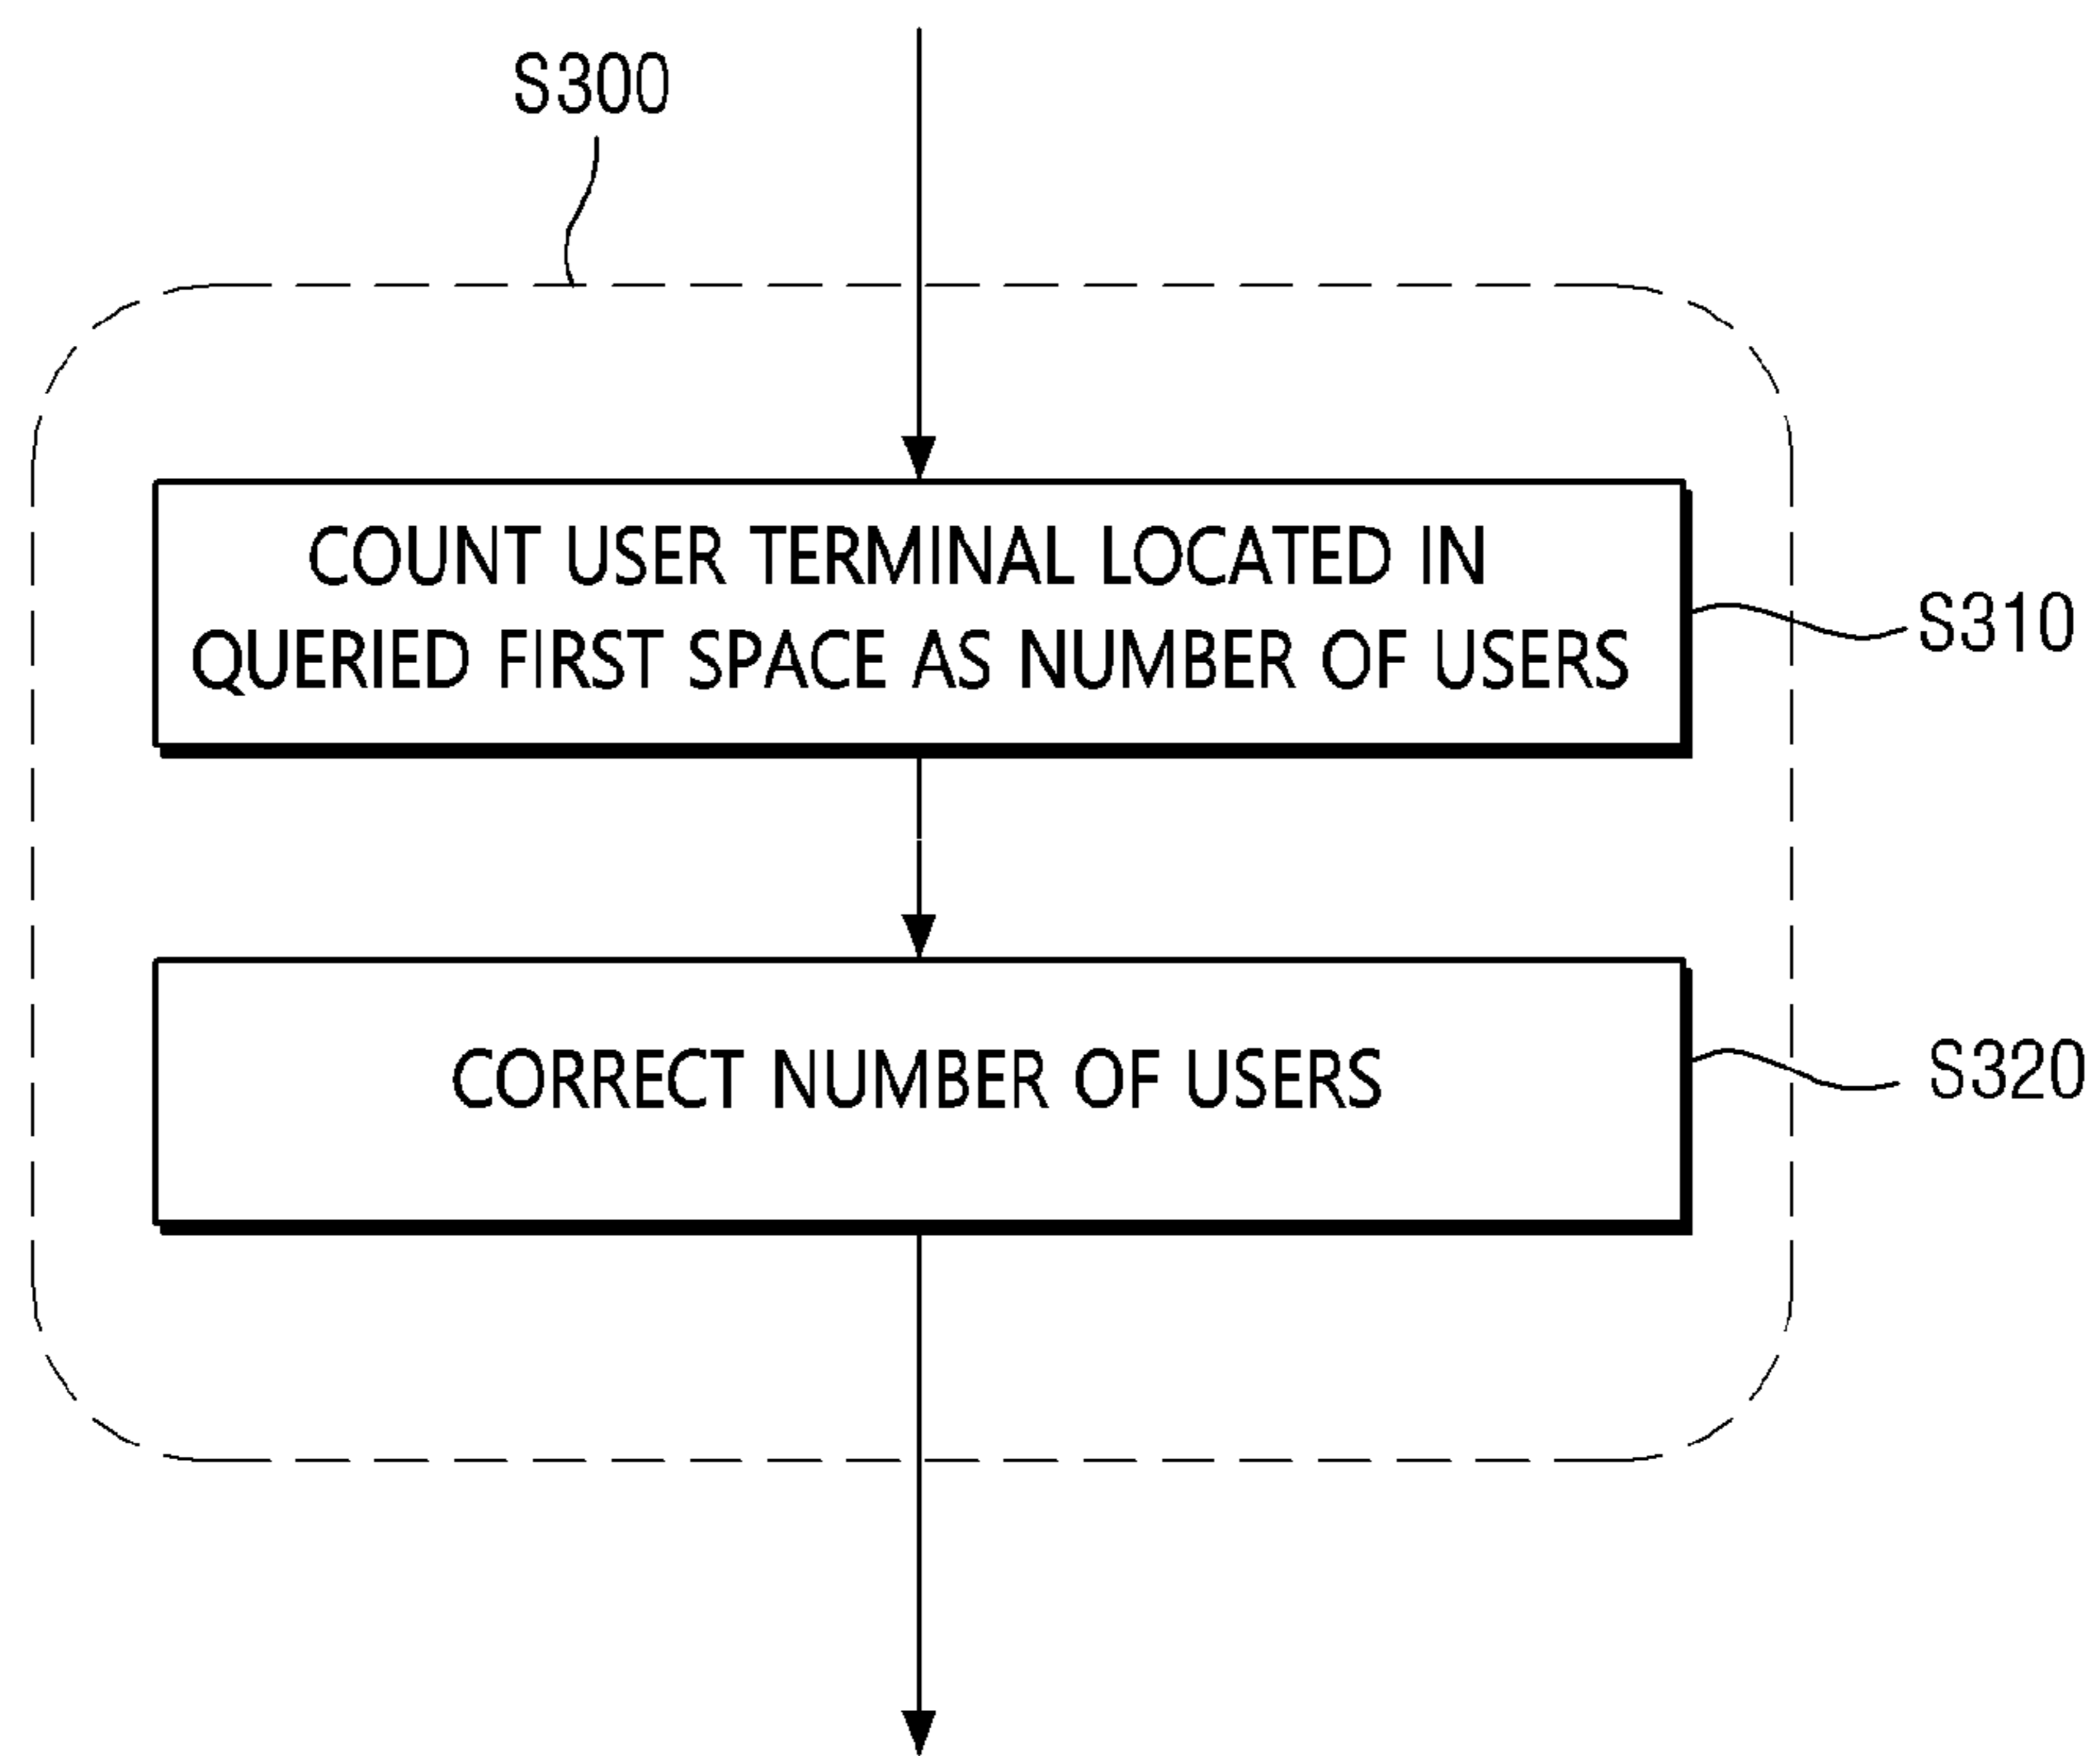 S300
COUNT USER TERMINAL LOCATED IN
QUERIED FIRST SPACE AS NUMBER OF USERS
S310
CORRECT NUMBER OF USERS
S320